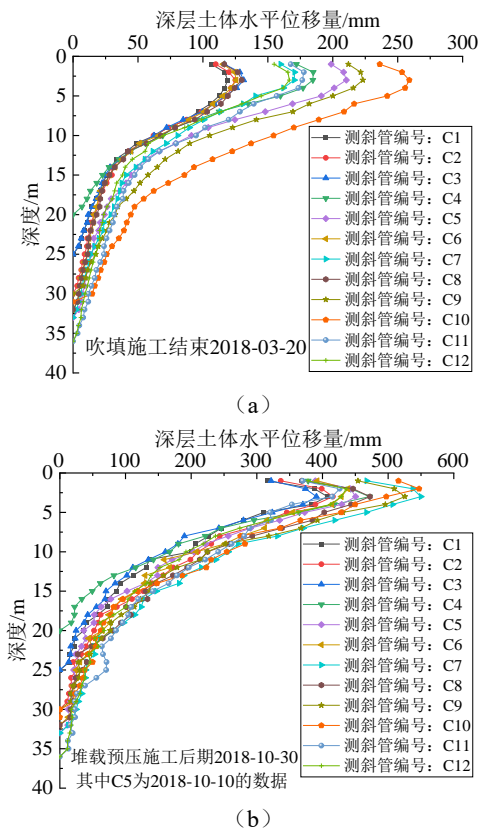 深层土体水平位移量/mm
0 50 100 150 200 250 300
0
5
10
15
20
25
30
35
40
深度/m
测斜管编号：C1
测斜管编号：C2
测斜管编号：C3
测斜管编号：C4
测斜管编号：C5
测斜管编号：C6
测斜管编号：C7
测斜管编号：C8
测斜管编号：C9
测斜管编号：C10
测斜管编号：C11
测斜管编号：C12
吹填施工结束2018-03-20
（a）
深层土体水平位移量/mm
0 100 200 300 400 500 600
0
5
10
15
20
25
30
35
40
深度/m
测斜管编号：C1
测斜管编号：C2
测斜管编号：C3
测斜管编号：C4
测斜管编号：C5
测斜管编号：C6
测斜管编号：C7
测斜管编号：C8
测斜管编号：C9
测斜管编号：C10
测斜管编号：C11
测斜管编号：C12
堆载预压施工后期2018-10-30
其中C5为2018-10-10的数据
（b）